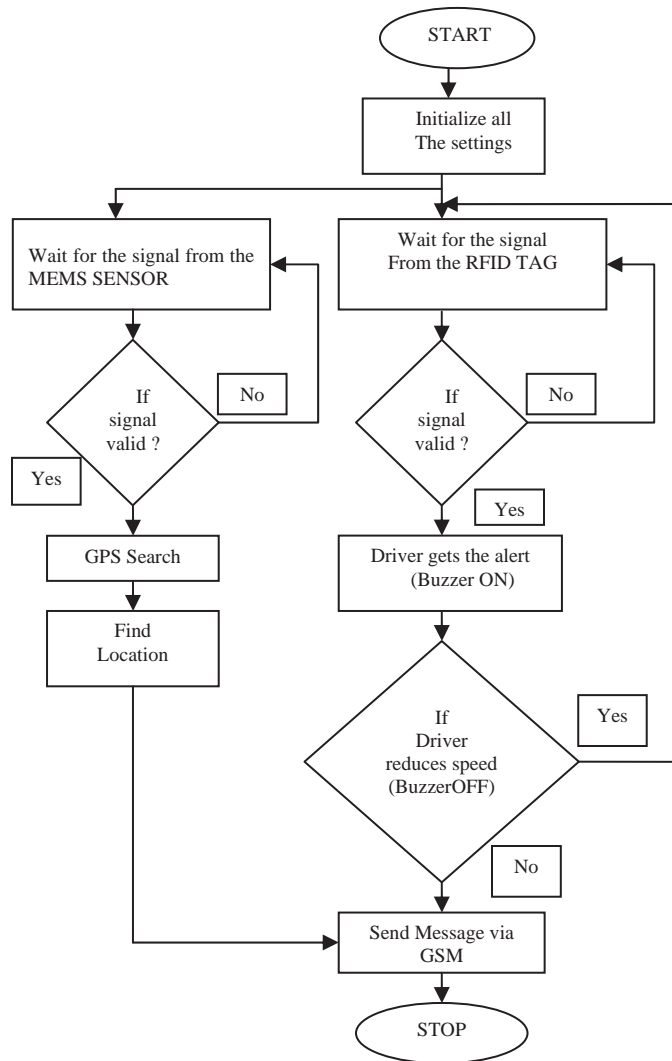 START
Initialize all
The settings
Wait for the signal from the
MEMS SENSOR
Wait for the signal
From the RFID TAG
If
signal
valid ?
No
Yes
If
signal
valid ?
No
Yes
GPS Search
Driver gets the alert
(Buzzer ON)
Find
Location
If
Driver
reduces speed
(BuzzerOFF)
Yes
No
Send Message via
GSM
STOP